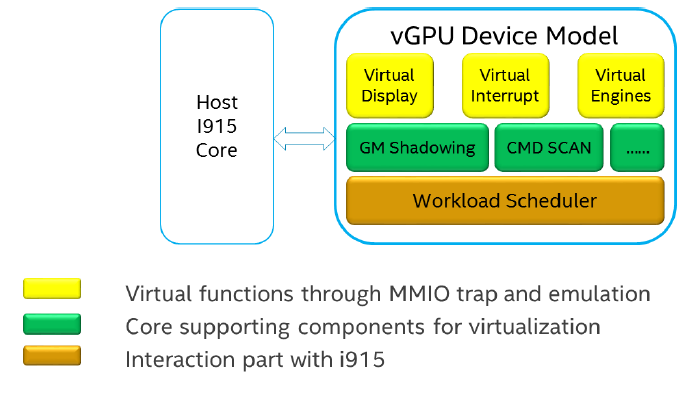 vGPU Device Model
Host
I915
Core
Virtual
Display
Virtual
Interrupt
Virtual
Engines
GM Shadowing
CMD SCAN
......
Workload Scheduler
Virtual functions through MMIO trap and emulation
Core supporting components for virtualization
Interaction part with i915